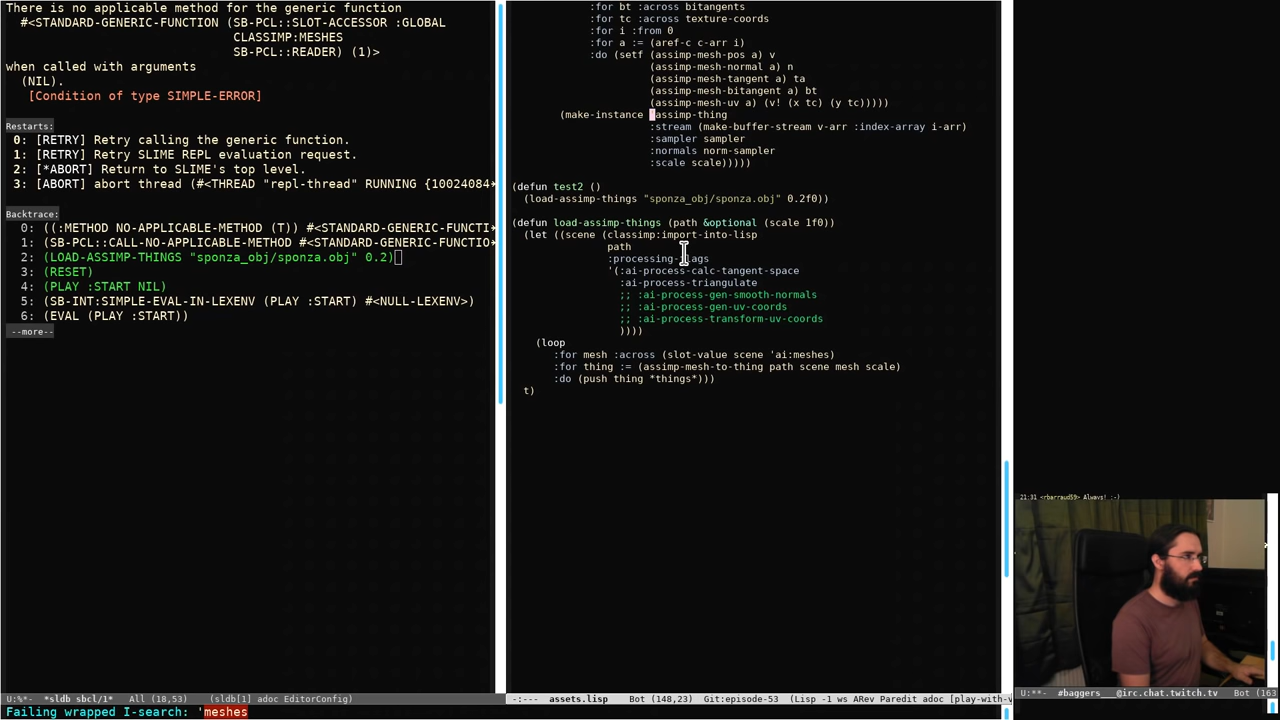 There is no applicable method for the generic function
#<STANDARD-GENERIC-FUNCTION (SB-PCL::SLOT-ACCESSOR :GLOBAL
CLASSIMP:MESHES
SB-PCL::READER) (1)>
when called with arguments
(NIL).
[Condition of type SIMPLE-ERROR]
Restarts:
0: [RETRY] Retry calling the generic function.
1: [RETRY] Retry SLIME REPL evaluation request.
2: [*ABORT] Return to SLIME's top level.
3: [ABORT] abort thread (#<THREAD "repl-thread" RUNNING {10024084
Backtrace:
0: ((:METHOD NO-APPLICABLE-METHOD (T)) #<STANDARD-GENERIC-FUNCTI
1: (SB-PCL::CALL-NO-APPLICABLE-METHOD #<STANDARD-GENERIC-FUNCTIO
2: (LOAD-ASSIMP-THINGS "sponza_obj/sponza.obj" 0.2)
3: (RESET)
4: (PLAY :START NIL)
5: (SB-INT:SIMPLE-EVAL-IN-LEXENV (PLAY :START) #<NULL-LEXENV>)
6: (EVAL (PLAY :START))
--more--
U:%*- *sldb sbcl/1* All (18,53) (sldb[1] adoc EditorConfig)
Failing wrapped I-search: 'meshes
:for bt :across bitangents
:for tc :across texture-coords
:for i :from 0
:for a := (aref-c c-arr i)
:do (setf (assimp-mesh-pos a) v
(assimp-mesh-normal a) n
(assimp-mesh-tangent a) ta
(assimp-mesh-bitangent a) bt
(assimp-mesh-uv a) (v! (x tc) (y tc)))))
(make-instance 'assimp-thing
:stream (make-buffer-stream v-arr :index-array i-arr)
:sampler sampler
:normals norm-sampler
:scale scale)))))
(defun test2 ()
(load-assimp-things "sponza_obj/sponza.obj" 0.2f0))
(defun load-assimp-things (path &optional (scale 1f0))
(let ((scene (classimp:import-into-lisp
path
:processing-flags
'(:ai-process-calc-tangent-space
:ai-process-triangulate
;; :ai-process-gen-smooth-normals
;; :ai-process-gen-uv-coords
;; :ai-process-transform-uv-coords
))))
(loop
:for mesh :across (slot-value scene 'ai:meshes)
:for thing := (assimp-mesh-to-thing path scene mesh scale)
:do (push thing *things*)))
t)
-:--- assets.lisp Bot (148,23) Git:episode-53 (Lisp -1 ws ARev Paredit adoc [play-with-v
21:31 <rbarraud59> Always! ;-)
U:**- #baggers__ @irc.chat.twitch.tv Bot (163